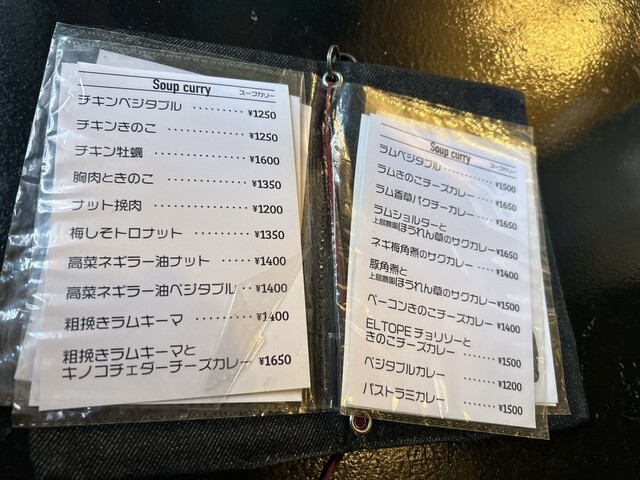 Soup curry スープカリー
チキンベジタブル ········· ¥1250
チキンきのこ ············ ¥1250
チキン牡蠣 ············· ¥1600
胸肉ときのこ ··········· ¥1350
ナット挽肉 ············· ¥1200
梅しそトロナット ········ ¥1350
高菜ネギラー油ナット ···· ¥1400
高菜ネギラー油ベジタブル ·· ¥1400
粗挽きラムキーマ ······· ¥1400
粗挽きラムキーマと
キノコチェダーチーズカレー ¥1650
Soup curry スープカリー
ラムベジタブル ·········· ¥1500
ラムきのこチーズカレー ···· ¥1650
ラム香草パクチーカレー ···· ¥1650
ラムショルダーと
上島農園ほうれん草のサグカレー ¥1650
ネギ梅角煮のサグカレー ···· ¥1400
豚角煮と
上島農園ほうれん草のサグカレー ¥1500
ベーコンきのこチーズカレー ¥1400
ELTOPEチョリソーと
きのこチーズカレー ······ ¥1500
ベジタブルカレー ········ ¥1200
パストラミカレー ········ ¥1500